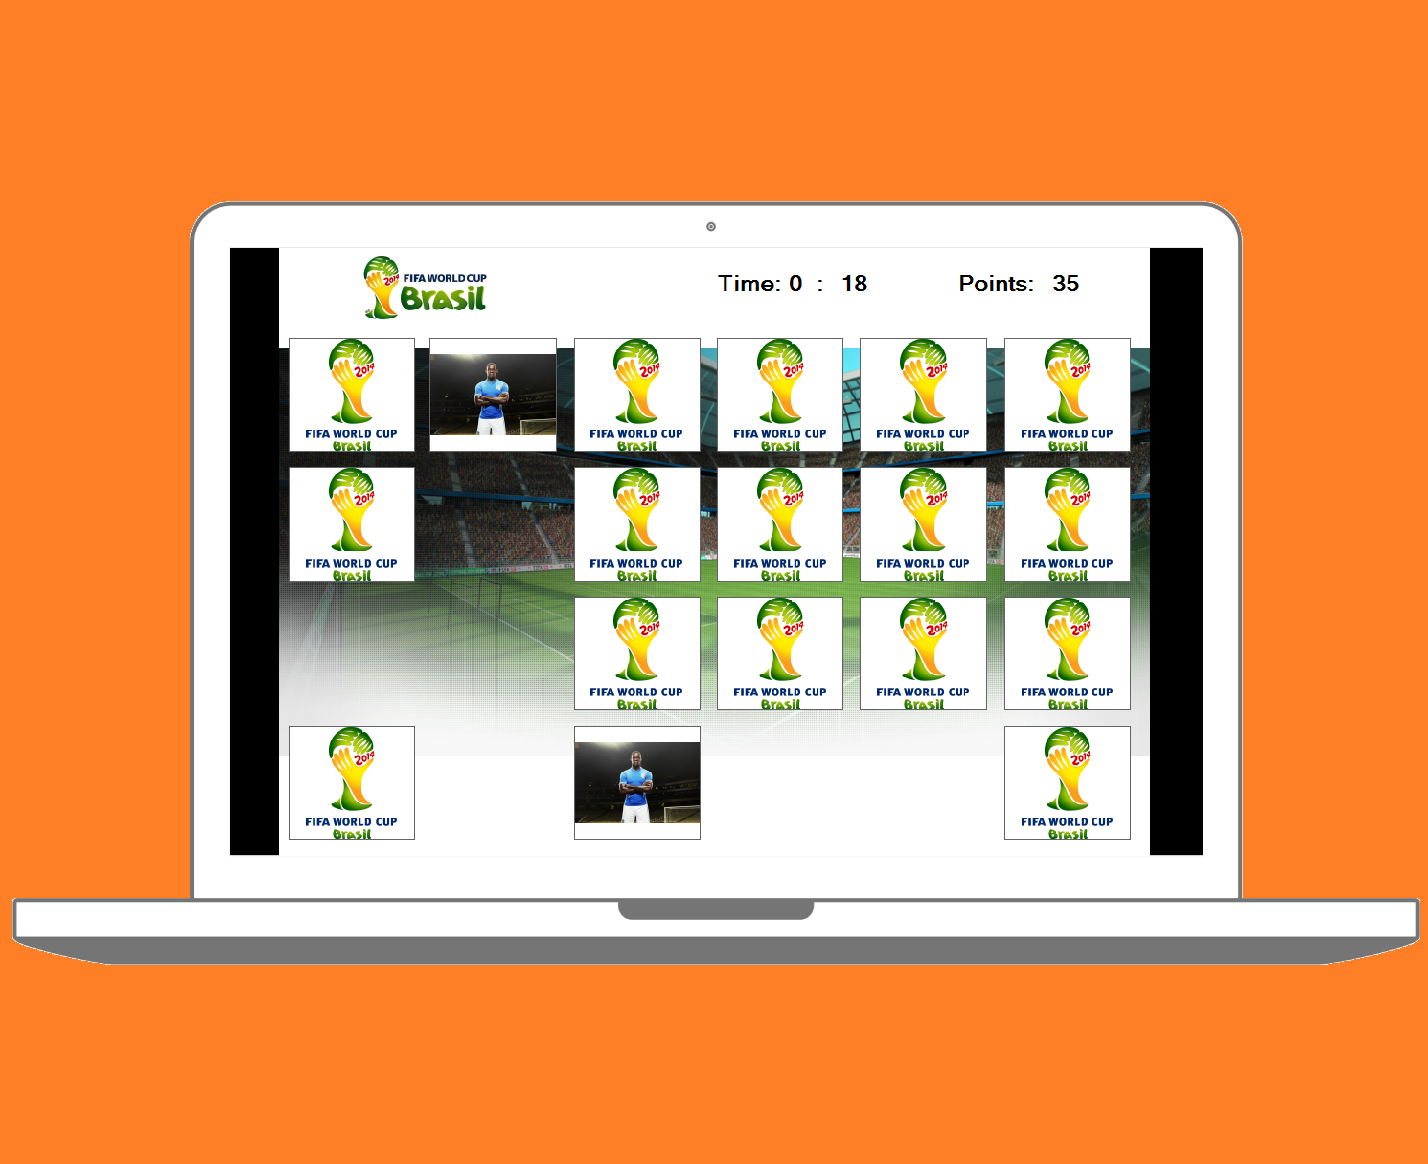 2014 FIFA WORLD CUP
Brasil
Time: 0 : 18 Points: 35
2014 2014 2014 2014 2014
FIFA WORLD CUP FIFA WORLD CUP FIFA WORLD CUP FIFA WORLD CUP FIFA WORLD CUP
Brasil Brasil Brasil Brasil Brasil
2014 2014 2014 2014 2014
FIFA WORLD CUP FIFA WORLD CUP FIFA WORLD CUP FIFA WORLD CUP FIFA WORLD CUP
Brasil Brasil Brasil Brasil Brasil
2014 2014 2014 2014
FIFA WORLD CUP FIFA WORLD CUP FIFA WORLD CUP FIFA WORLD CUP
Brasil Brasil Brasil Brasil
2014 2014
FIFA WORLD CUP FIFA WORLD CUP
Brasil Brasil